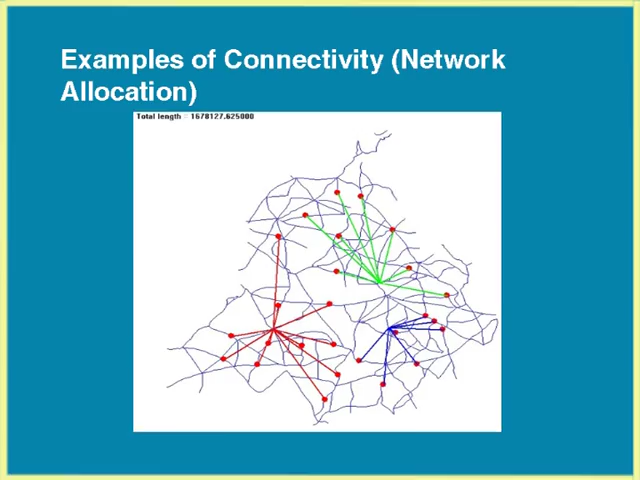 Examples of Connectivity (Network
Allocation)
Total length = 1678127.625000